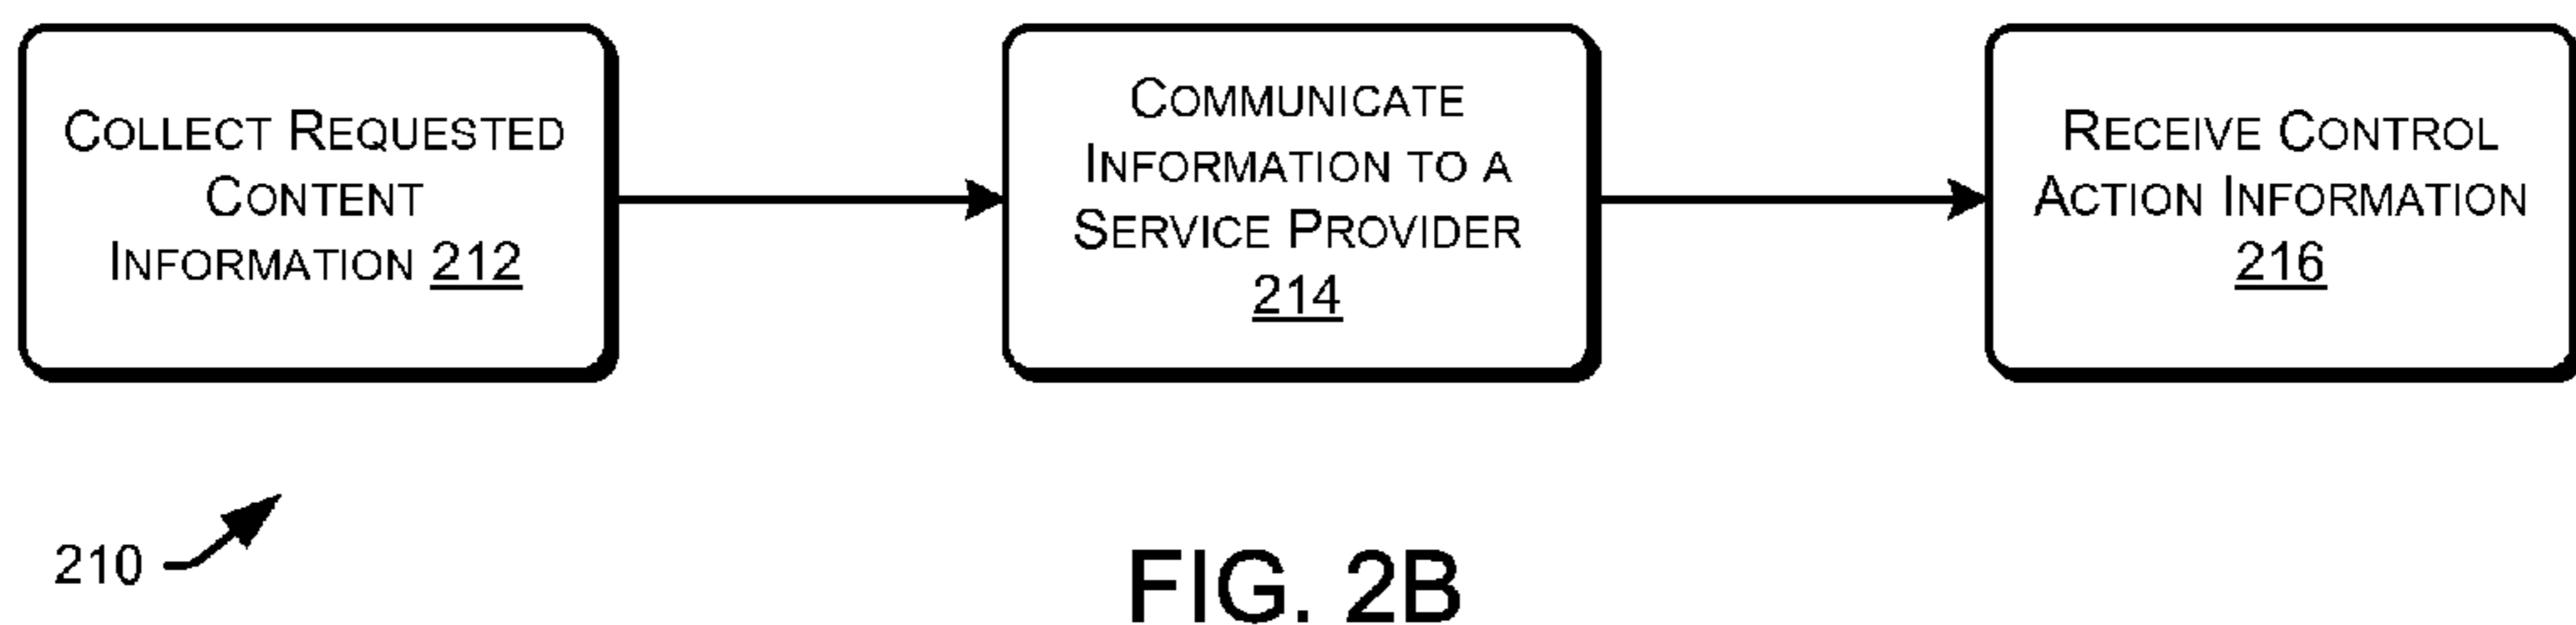 COLLECT REQUESTED
CONTENT
INFORMATION 212
COMMUNICATE
INFORMATION TO A
SERVICE PROVIDER
214
RECEIVE CONTROL
ACTION INFORMATION
216
210
FIG. 2B